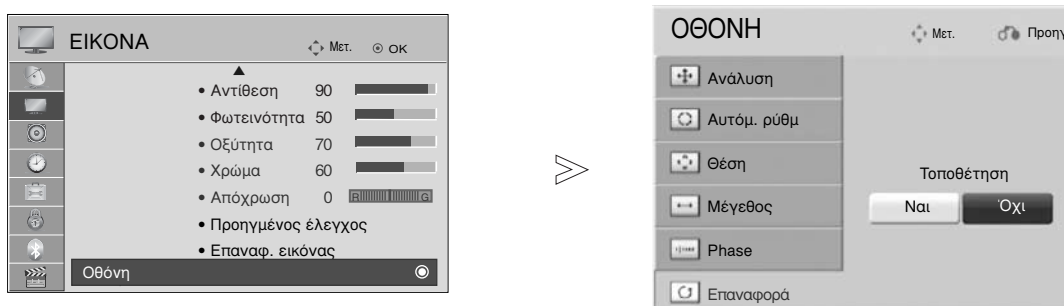 ΕΙΚΟΝΑ
Μετ. OK
• Αντίθεση 90
• Φωτεινότητα 50
• Οξύτητα 70
• Χρώμα 60
• Απόχρωση 0 R G
• Προηγμένος έλεγχος
• Επαναφ. εικόνας
Οθόνη
ΟΘΟΝΗ
Μετ. Προηγ
Ανάλυση
Αυτόμ. ρύθμ
Θέση
Μέγεθος
Phase
Επαναφορά
Τοποθέτηση
Ναι Όχι